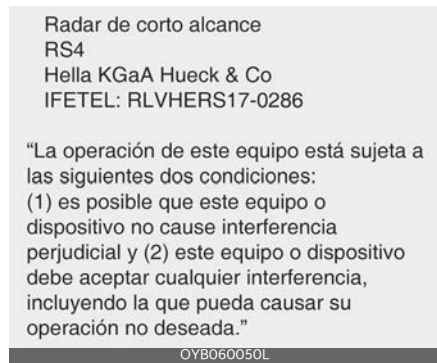 Radar de corto alcance
RS4
Hella KGaA Hueck & Co
IFETEL: RLVHERS17-0286
“La operación de este equipo está sujeta a
las siguientes dos condiciones:
(1) es posible que este equipo o
dispositivo no cause interferencia
perjudicial y (2) este equipo o dispositivo
debe aceptar cualquier interferencia,
incluyendo la que pueda causar su
operación no deseada.”
OYB060050L